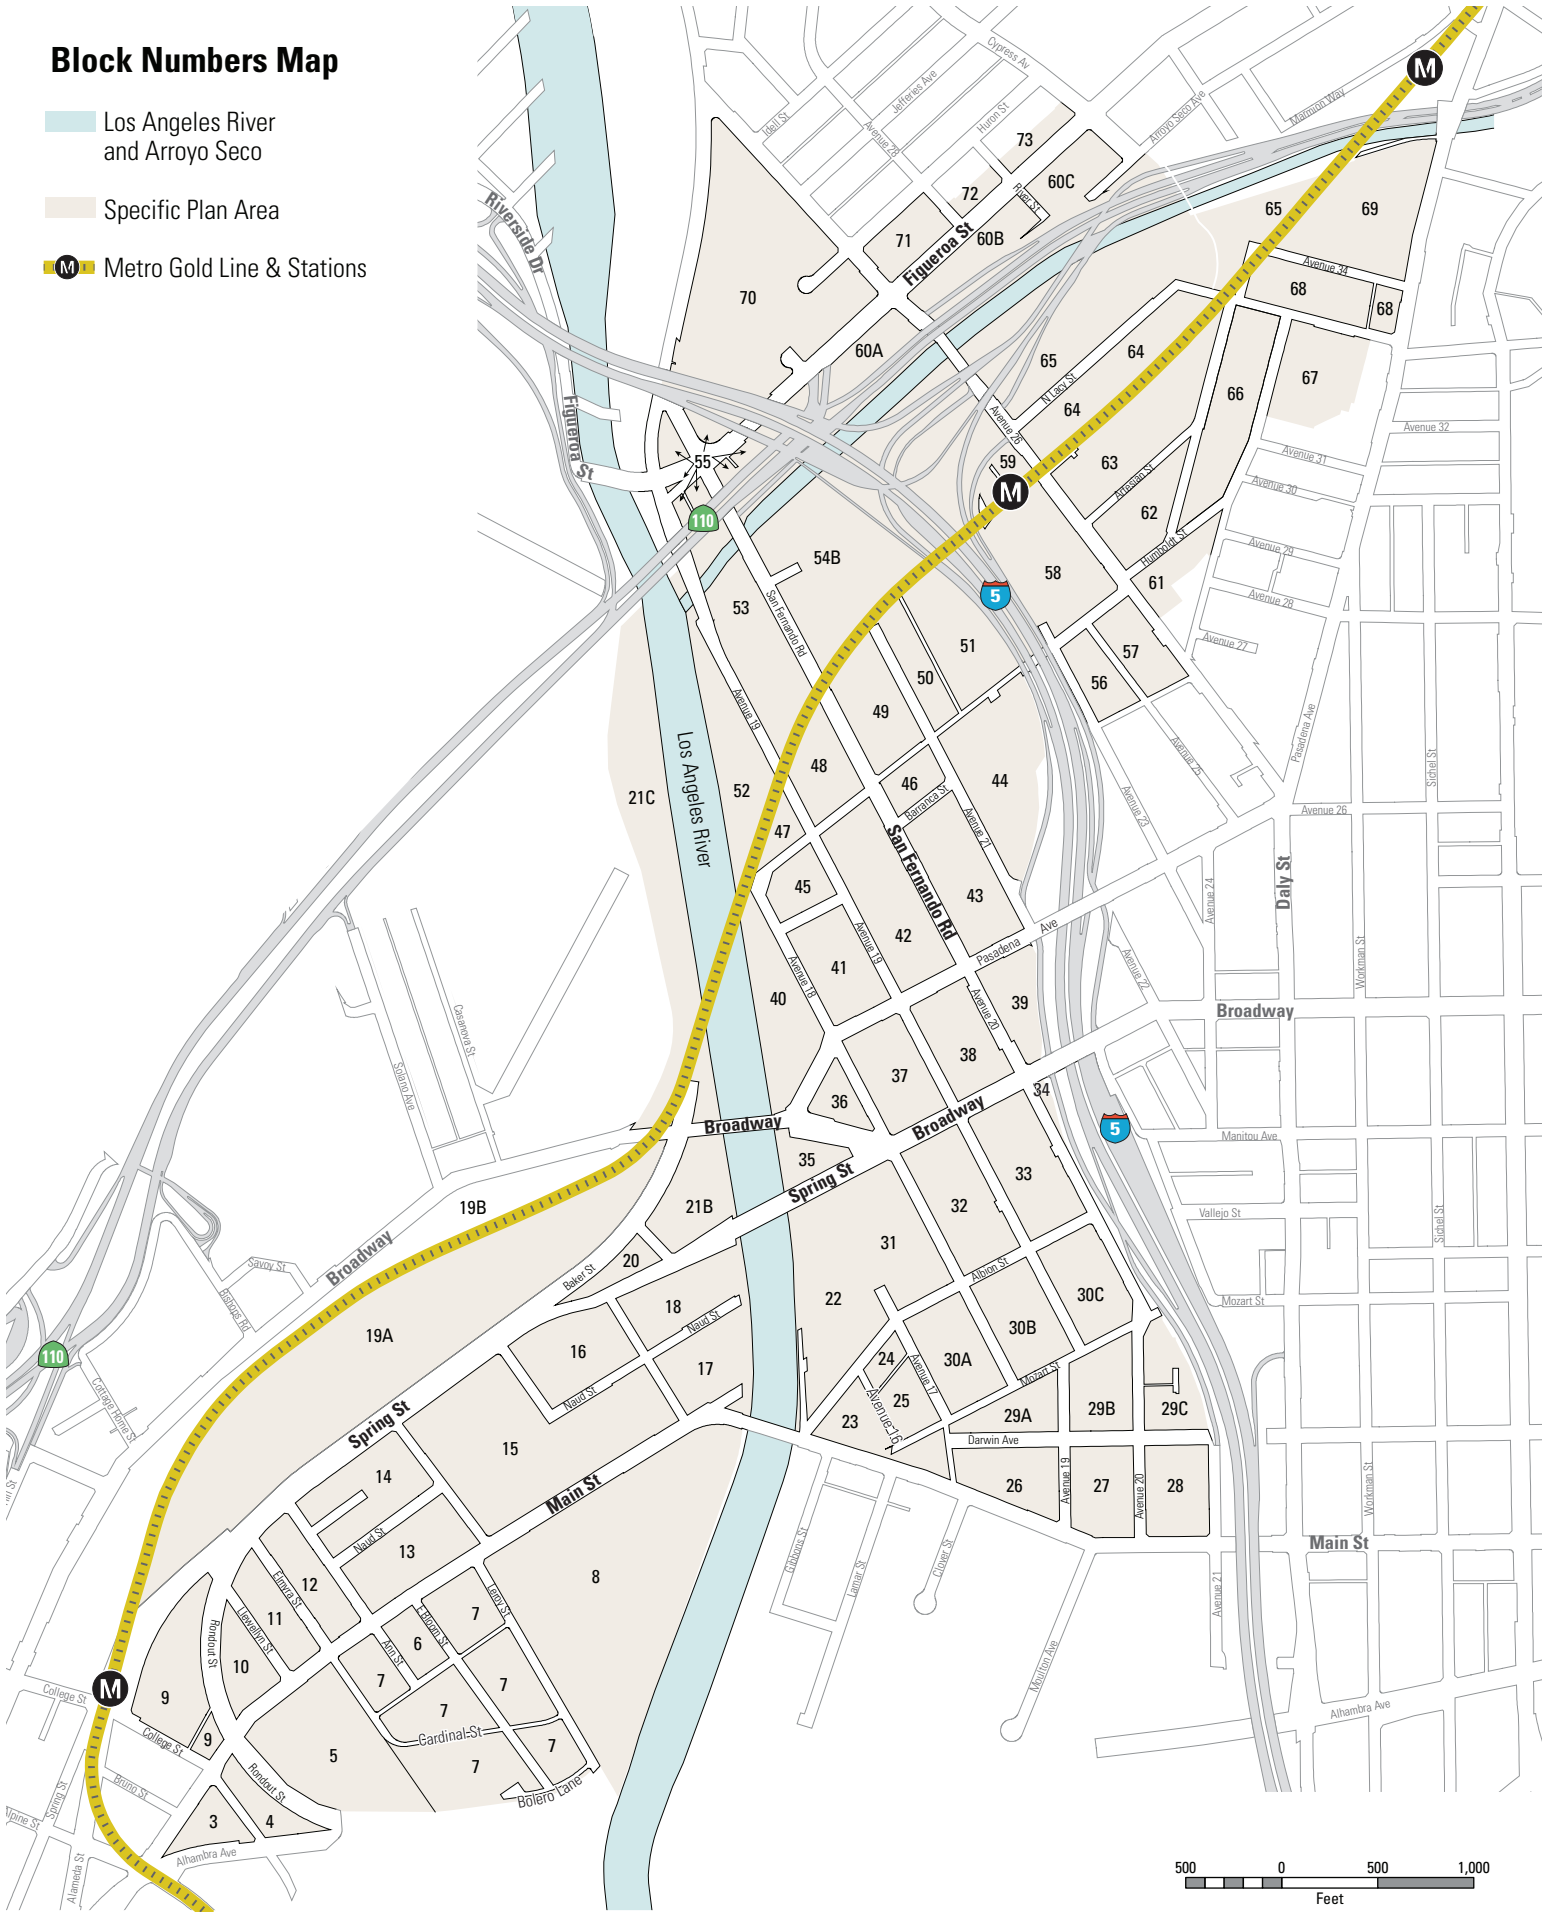 Block Numbers Map
Los Angeles River
and Arroyo Seco
Specific Plan Area
M
Metro Gold Line & Stations
M
Cypress Av
Jefferies Ave
Huron St
Idell St
Avenue 28
Arroyo Seco Ave
Marmion Way
73
72
60C
River St
71
Figueroa St
60B
65
69
Riverside Dr
Avenue 34
68
68
70
60A
65
64
N Lacy St
64
66
67
Figueroa St
Avenue 26
Avenue 32
55
59
63
Avenue 31
Artesian St
Avenue 30
M
110
62
Avenue 29
Humboldt St
54B
58
5
61
Avenue 28
53
San Fernando Rd
51
57
Avenue 27
50
56
Avenue 19
49
Pasadena Ave
Avenue 25
Los Angeles River
48
44
Sichel St
21C
52
46
Barranca St
Avenue 23
Avenue 26
47
Avenue 21
San Fernando Rd
45
43
Daly St
Avenue 24
42
Avenue 19
Pasadena Ave
41
Avenue 18
40
Avenue 22
Workman St
39
Avenue 20
Broadway
Casanova St
Solano Ave
38
37
36
34
Broadway
Broadway
5
Manitou Ave
35
Spring St
33
32
21B
19B
Vallejo St
Sichel St
31
Broadway
Savoy St
20
Baker St
Albion St
Bishops Rd
22
30C
Mozart St
18
Naud St
30B
19A
110
16
17
24
30A
Avenue 17
Mozart St
Cottage Home St
Naud St
25
Avenue 16
23
29A
29B
29C
Spring St
Darwin Ave
15
14
Main St
26
Avenue 19
27
Avenue 20
28
Workman St
Naud St
13
Main St
Gibbons St
Lamar St
Clover St
8
Elmyra St
12
Leroy St
Avenue 21
11
Llewellyn St
7
E Bloom St
6
Ann St
Rondout St
10
7
7
Moulton Ave
M
College St
9
7
Alhambra Ave
College St
9
Cardinal St
5
7
7
Bruno St
Rondout St
Bolero Lane
Spring St
Alpine St
3
4
Alhambra Ave
Alameda St
500
0
500
1,000
Feet